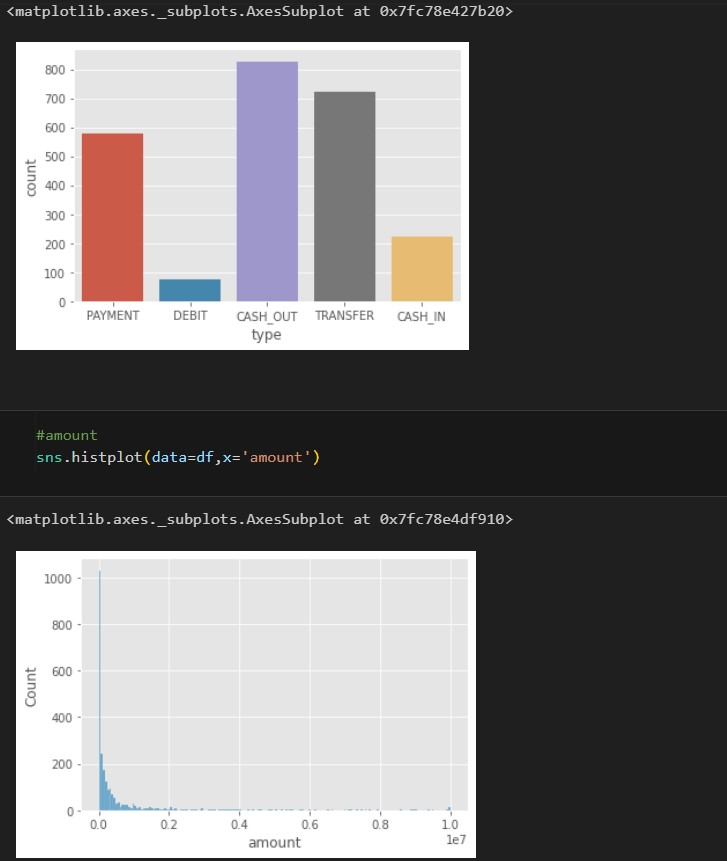 <matplotlib.axes._subplots.AxesSubplot at 0x7fc78e427b20>
800
700
600
500
400
300
200
100
0
count
PAYMENT DEBIT CASH_OUT TRANSFER CASH_IN
type
#amount
sns.histplot(data=df,x='amount')
<matplotlib.axes._subplots.AxesSubplot at 0x7fc78e4df910>
1000
800
600
400
200
0
Count
0.0 0.2 0.4 0.6 0.8 1.0
1e7
amount